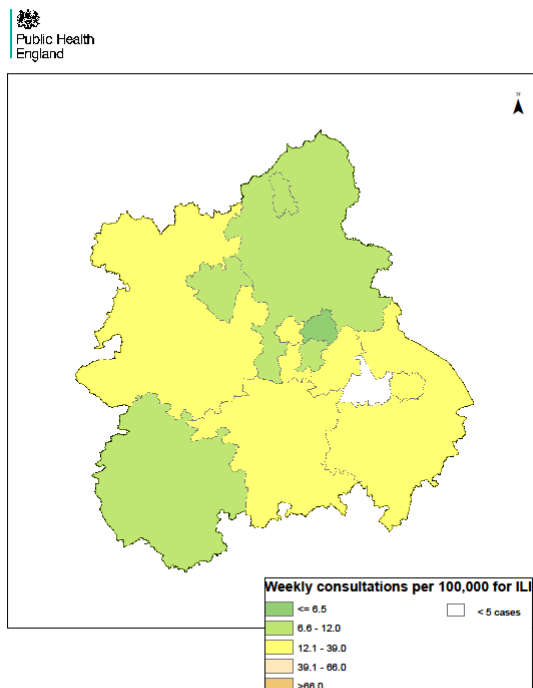 Public Health
England
N
Weekly consultations per 100,000 for ILI
<= 6.5
< 5 cases
6.6 - 12.0
12.1 - 39.0
39.1 - 66.0
>66.0